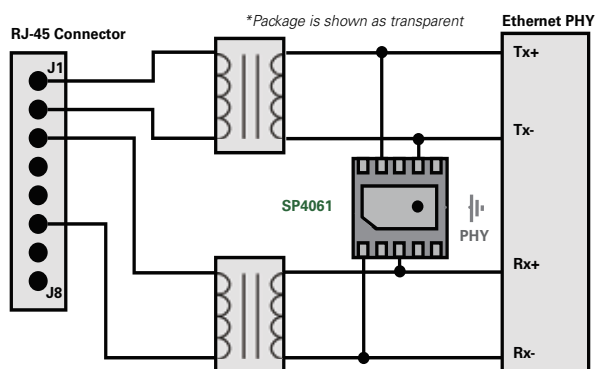 *Package is shown as transparent
Ethernet PHY
RJ-45 Connector
J1
Tx+
Tx-
SP4061
PHY
Rx+
J8
Rx-